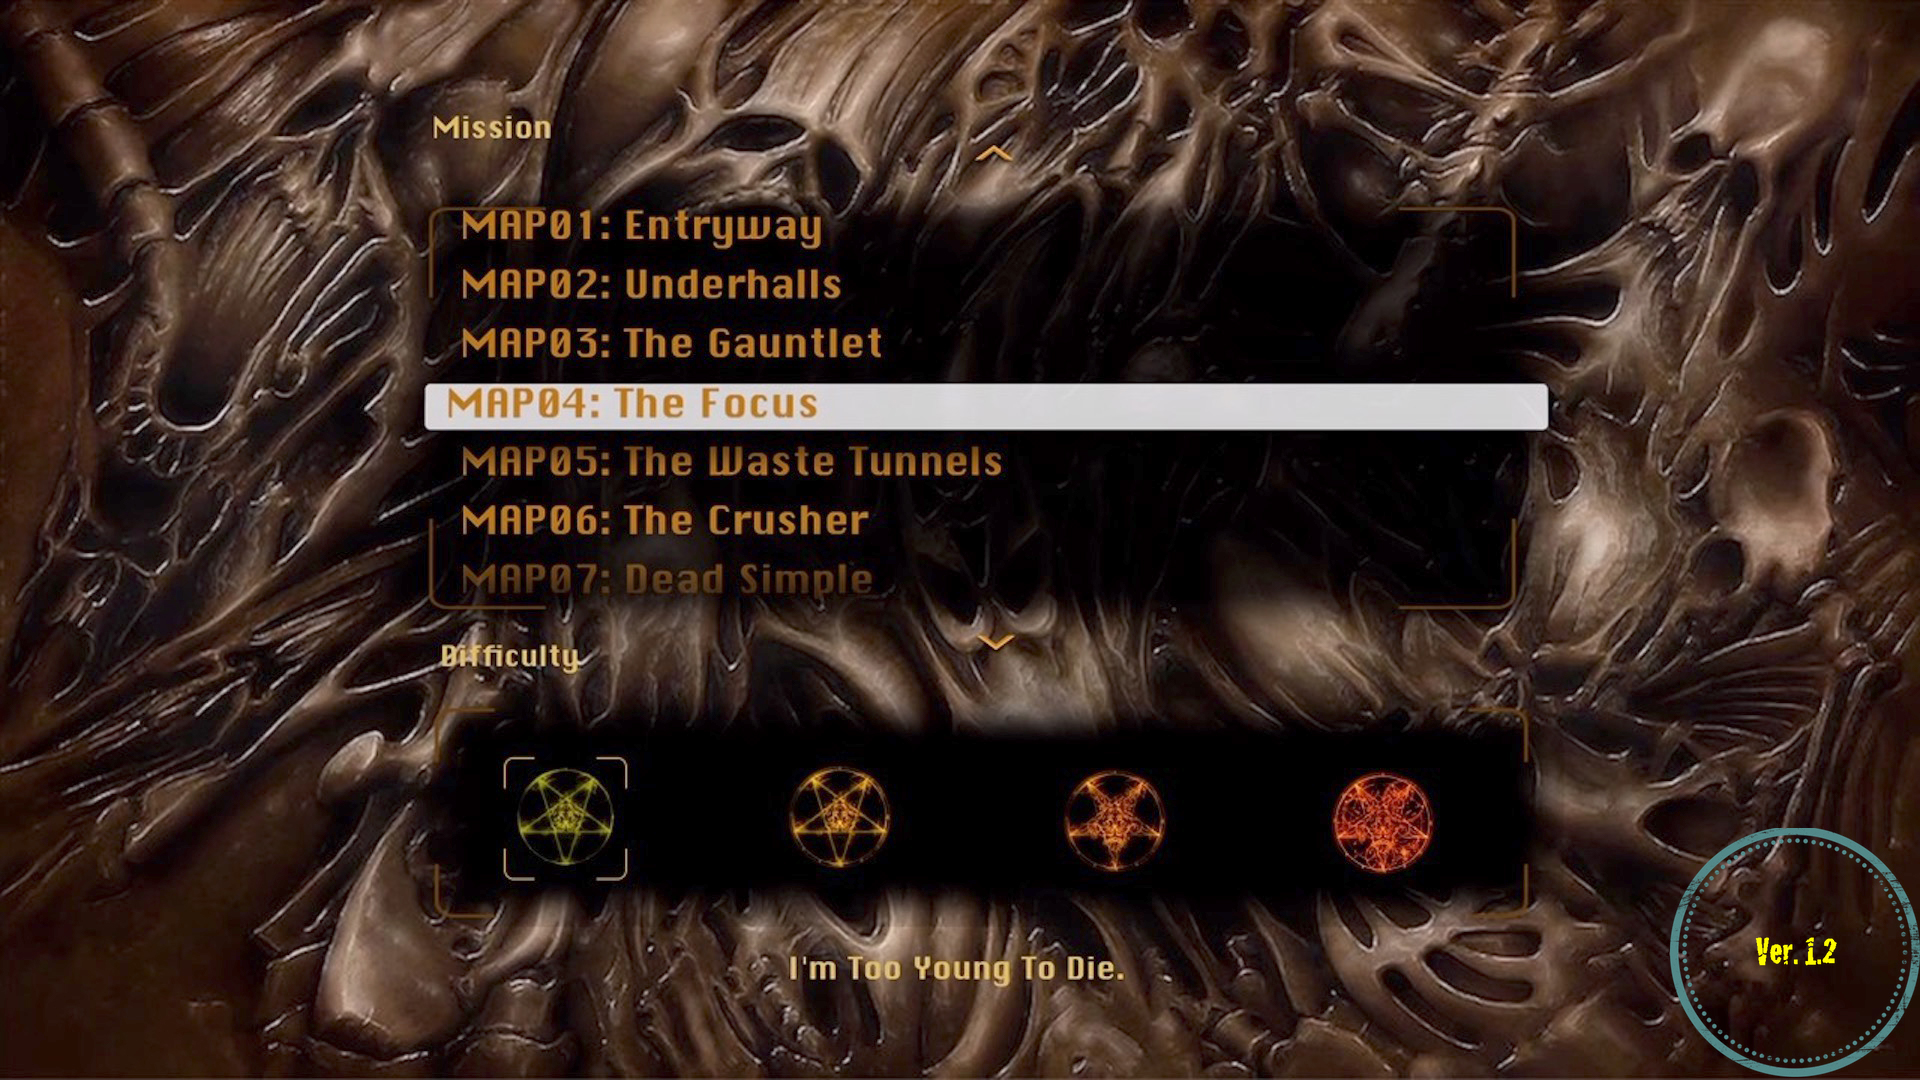 Mission
MAP01: Entryway
MAP02: Underhalls
MAP03: The Gauntlet
MAP04: The Focus
MAP05: The Waste Tunnels
MAP06: The Crusher
MAP07: Dead Simple
Difficulty
I'm Too Young To Die.
Ver. 1.2